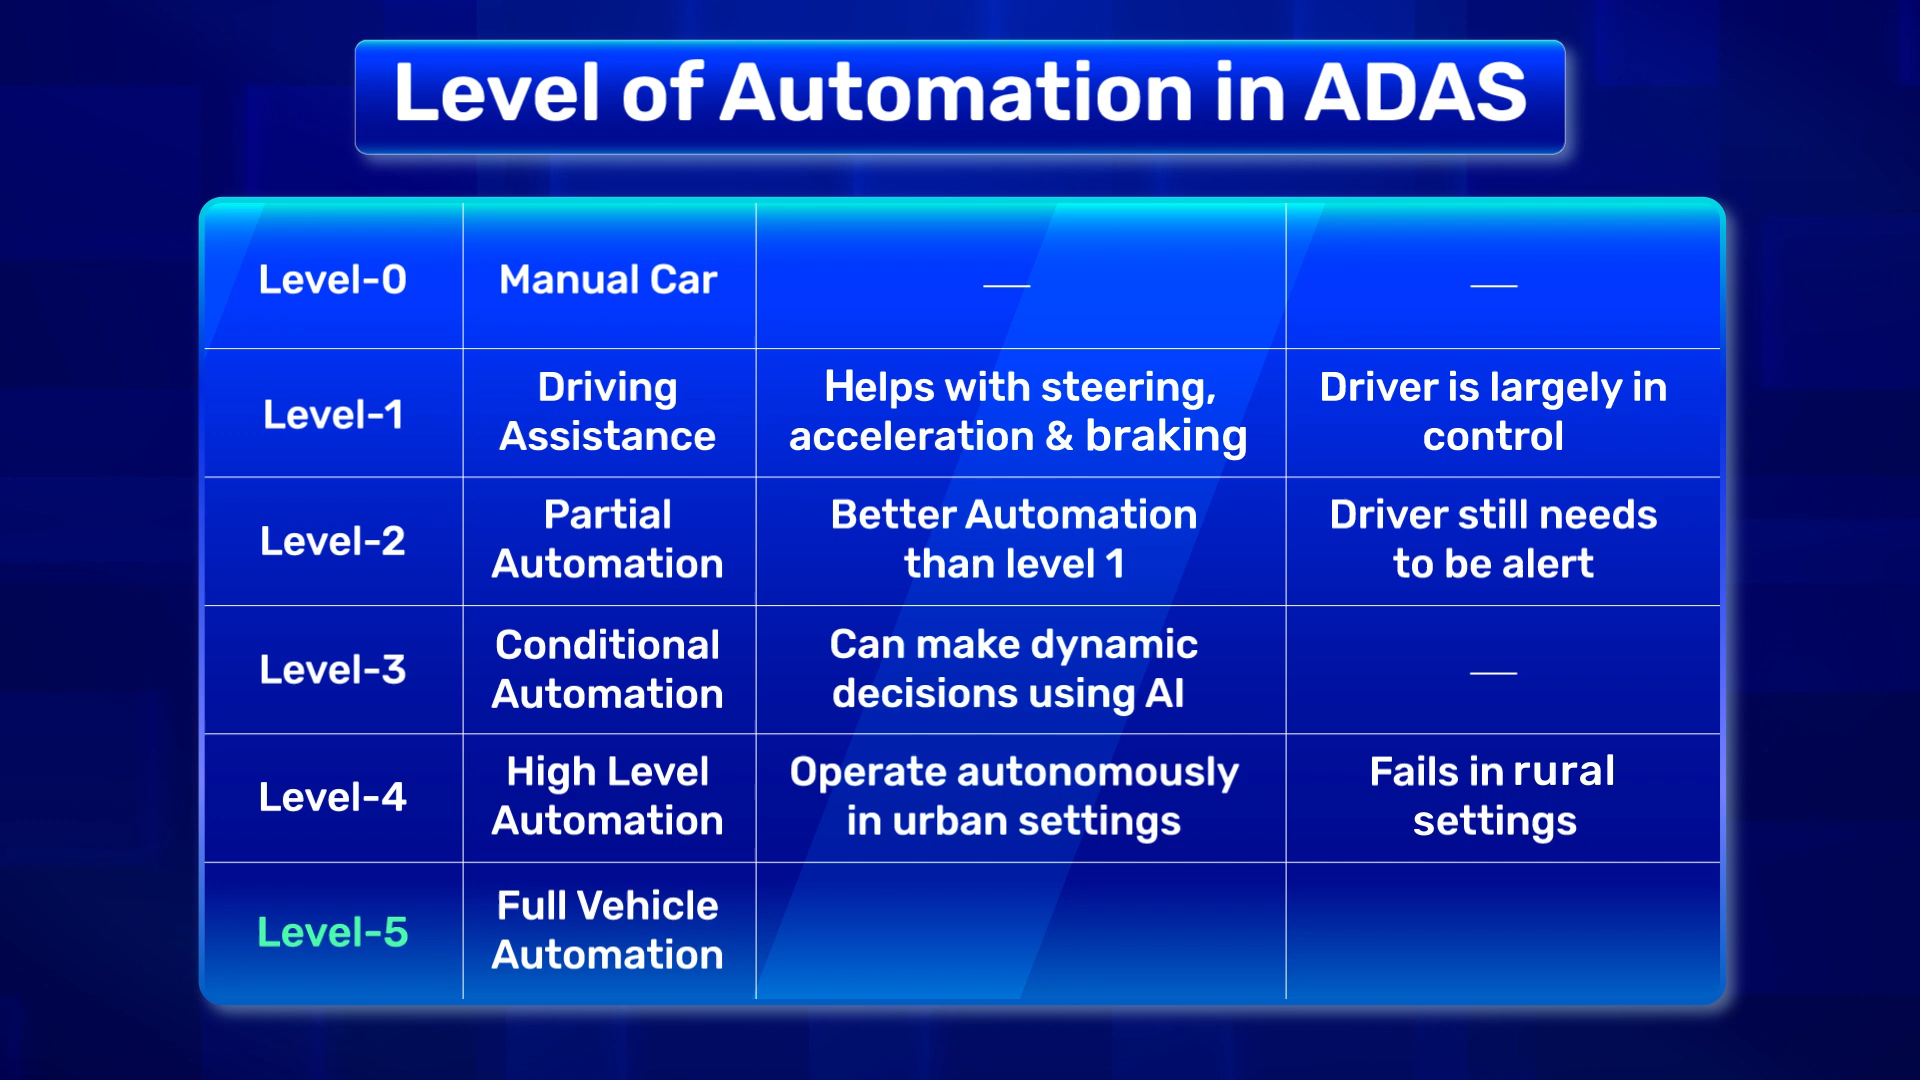 Level of Automation in ADAS
Level-0
Manual Car
—
—
Level-1
Driving
Assistance
Helps with steering,
acceleration & braking
Driver is largely in
control
Level-2
Partial
Automation
Better Automation
than level 1
Driver still needs
to be alert
Level-3
Conditional
Automation
Can make dynamic
decisions using AI
—
Level-4
High Level
Automation
Operate autonomously
in urban settings
Fails in rural
settings
Level-5
Full Vehicle
Automation